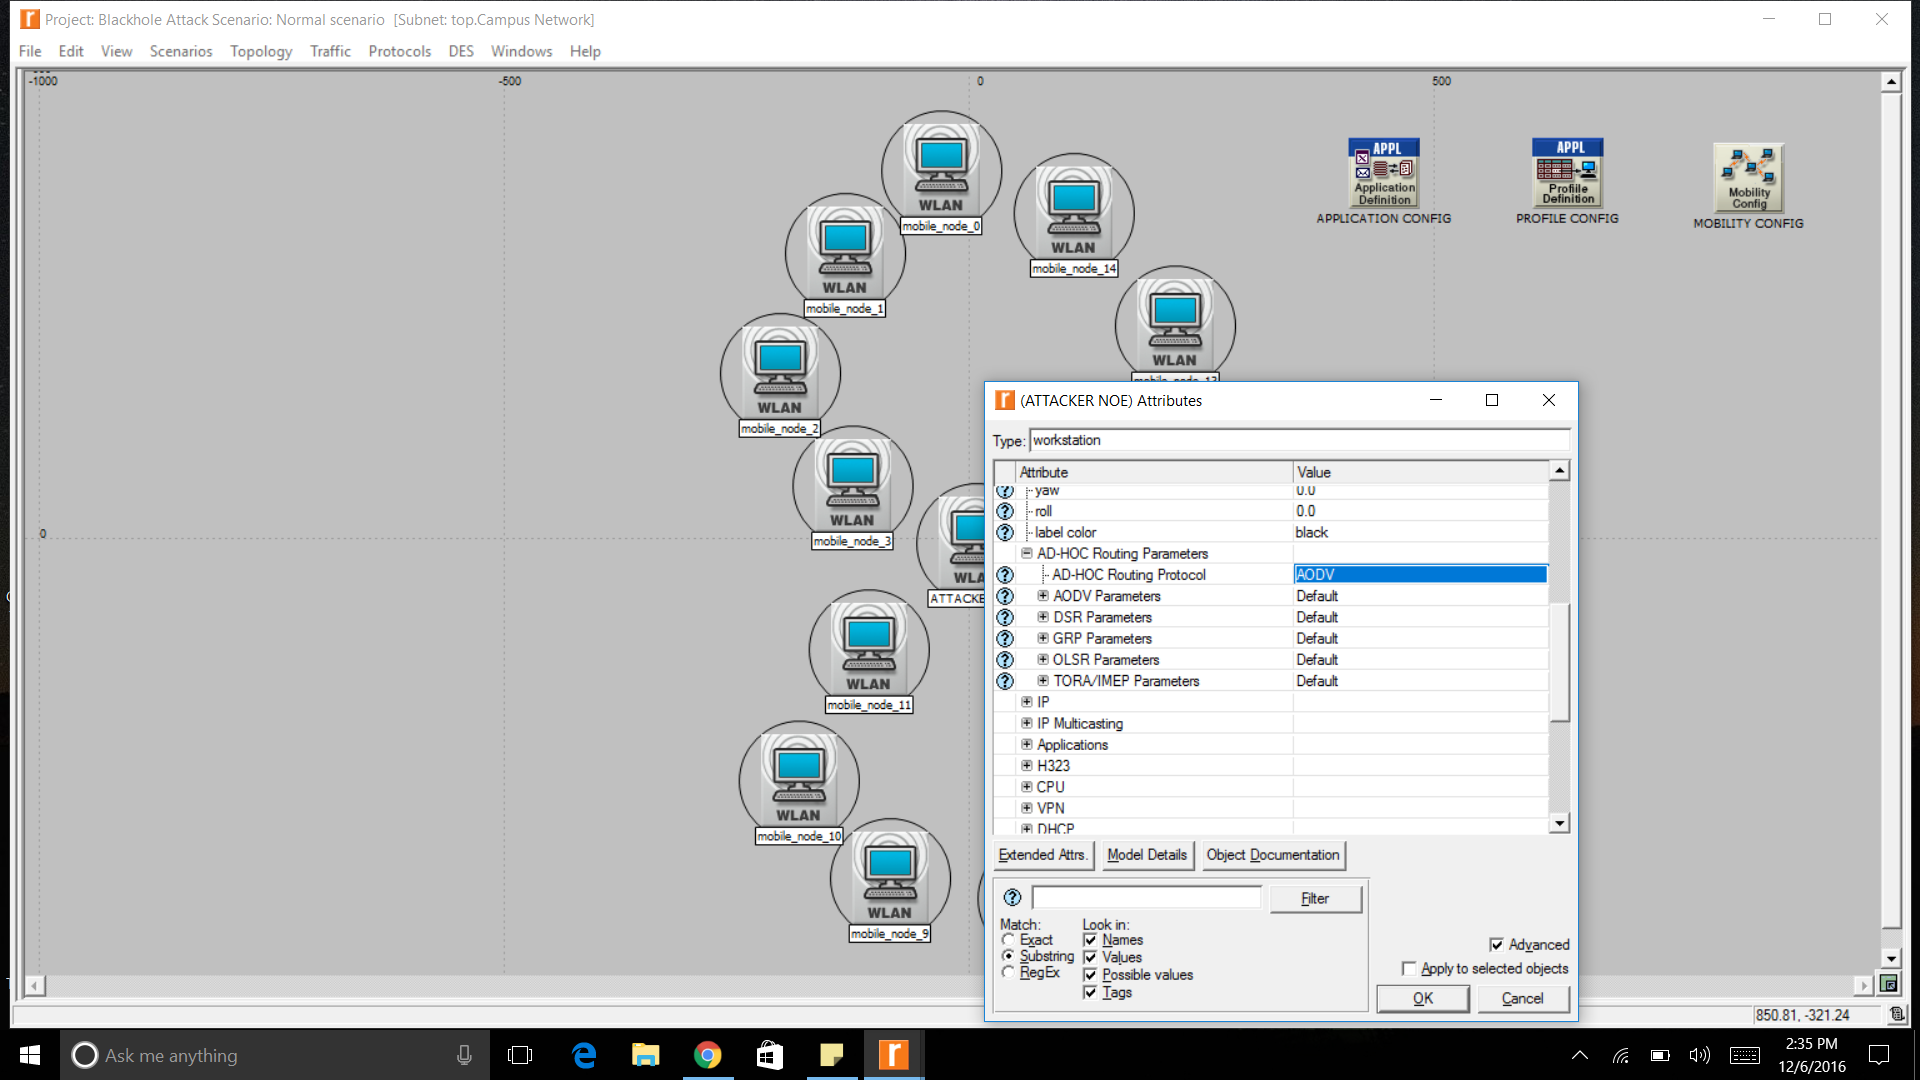 Project: Blackhole Attack Scenario: Normal scenario [Subnet: top.Campus Network]
File Edit View Scenarios Topology Traffic Protocols DES Windows Help
-1000 -500 0 500
0
WLAN
mobile_node_0
WLAN
mobile_node_14
WLAN
mobile_node_1
WLAN
mobile_node_13
WLAN
mobile_node_2
WLAN
mobile_node_3
WLA
ATTACKE
WLAN
mobile_node_11
WLAN
mobile_node_10
WLAN
mobile_node_9
APPL
Application
Definition
APPLICATION CONFIG
APPL
Profile
Definition
PROFILE CONFIG
Mobility
Config
MOBILITY CONFIG
(ATTACKER NOE) Attributes
Type: workstation
Attribute Value
yaw 0.0
roll 0.0
label color black
AD-HOC Routing Parameters
AD-HOC Routing Protocol AODV
AODV Parameters Default
DSR Parameters Default
GRP Parameters Default
OLSR Parameters Default
TORA/IMEP Parameters Default
IP
IP Multicasting
Applications
H323
CPU
VPN
DHCP
Extended Attrs. Model Details Object Documentation
Filter
Match: Look in:
Exact Names
Substring Values
RegEx Possible values
Tags
Advanced
Apply to selected objects
OK Cancel
850.81, -321.24
Ask me anything
2:35 PM
12/6/2016